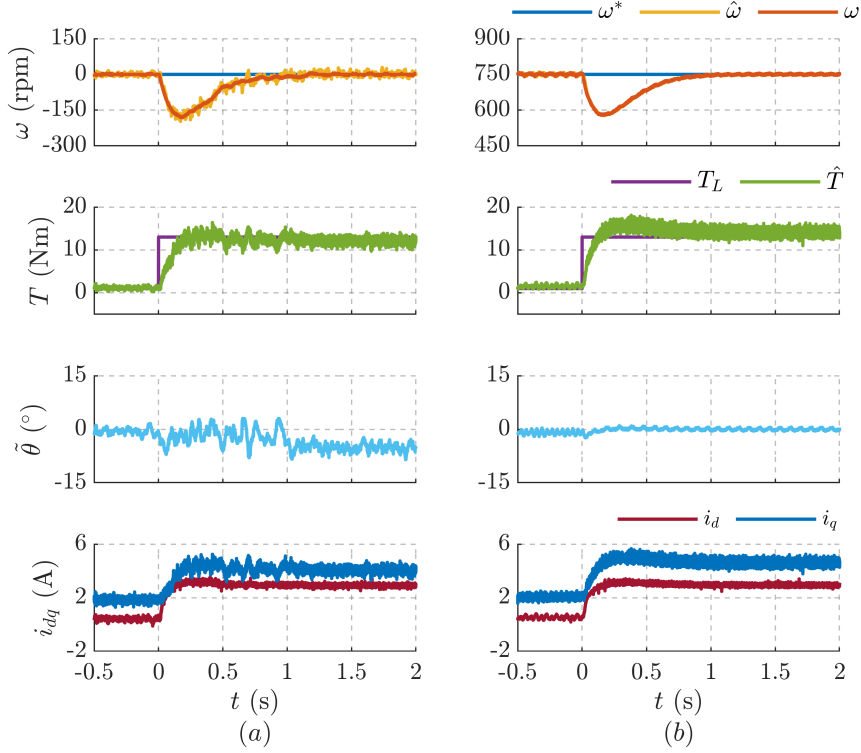 ω* ω̂ ω
150
0
-150
-300
ω (rpm)
900
750
600
450
T_L T̂
20
10
0
T (Nm)
20
10
0
15
0
-15
θ̃ (°)
15
0
-15
i_d i_q
6
2
-2
i_dq (A)
6
2
-2
-0.5 0 0.5 1 1.5 2
t (s)
(a)
-0.5 0 0.5 1 1.5 2
t (s)
(b)